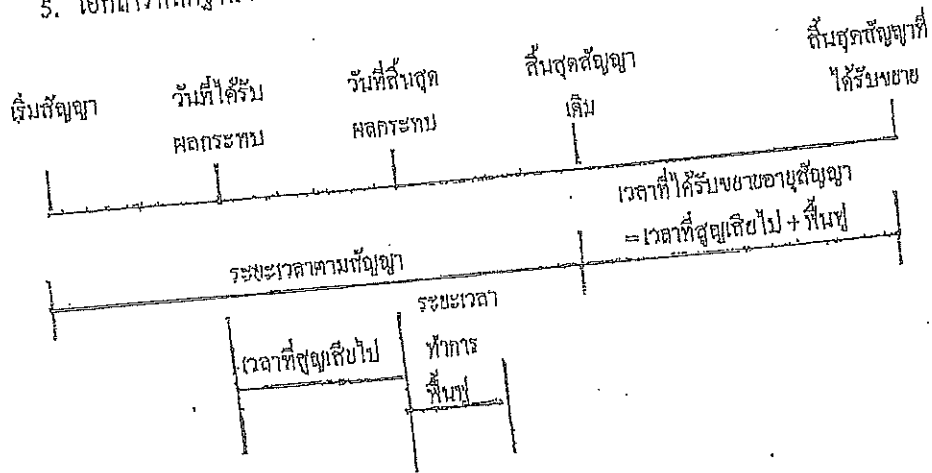 5.
เริ่มสัญญา
วันที่ได้รับ
ผลกระทบ
วันที่สิ้นสุด
ผลกระทบ
สิ้นสุดสัญญา
เดิม
สิ้นสุดสัญญาที่
ได้รับขยาย
เวลาที่ได้รับขยายอายุสัญญา
=เวลาที่สูญเสียไป + ฟื้นฟู
ระยะเวลาตามสัญญา
เวลาที่สูญเสียไป
ระยะเวลา
ทำการ
ฟื้นฟู